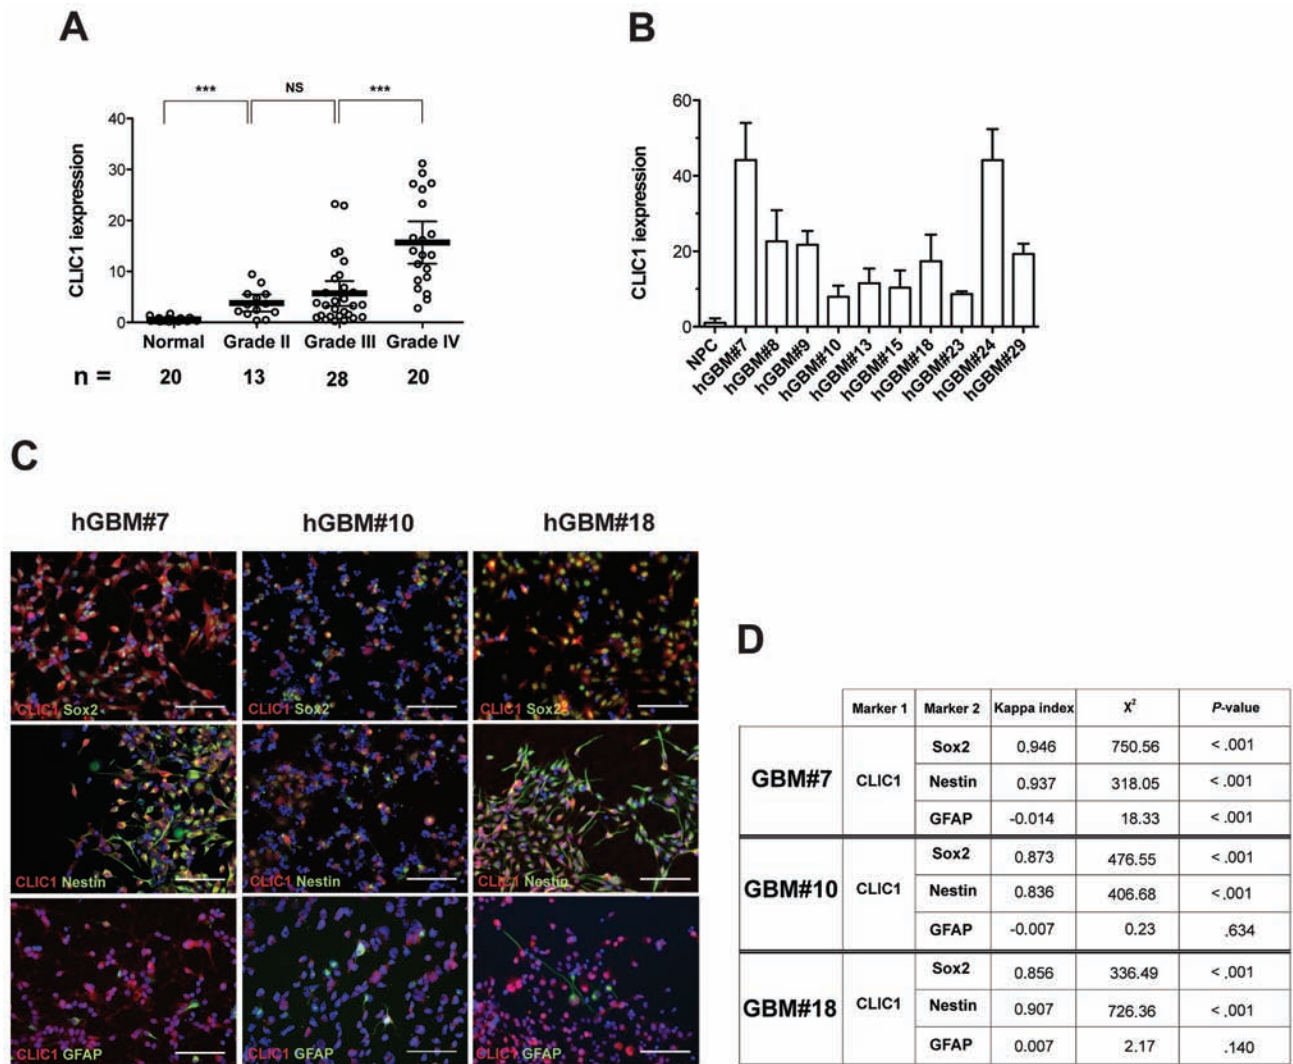 A
***
NS
***
CLIC1 iexpression
40
30
20
10
0
Normal Grade II Grade III Grade IV
n = 20 13 28 20
B
CLIC1 iexpression
60
40
20
0
NPC
hGBM#7
hGBM#8
hGBM#9
hGBM#10
hGBM#13
hGBM#15
hGBM#18
hGBM#23
hGBM#24
hGBM#29
C
hGBM#7 hGBM#10 hGBM#18
CLIC1 Sox2 CLIC1 Sox2 CLIC1 Sox2
CLIC1 Nestin CLIC1 Nestin CLIC1 Nestin
CLIC1 GFAP CLIC1 GFAP CLIC1 GFAP
D
Marker 1 Marker 2 Kappa index X² P-value
GBM#7 CLIC1 Sox2 0.946 750.56 < .001
Nestin 0.937 318.05 < .001
GFAP -0.014 18.33 < .001
GBM#10 CLIC1 Sox2 0.873 476.55 < .001
Nestin 0.836 406.68 < .001
GFAP -0.007 0.23 .634
GBM#18 CLIC1 Sox2 0.856 336.49 < .001
Nestin 0.907 726.36 < .001
GFAP 0.007 2.17 .140